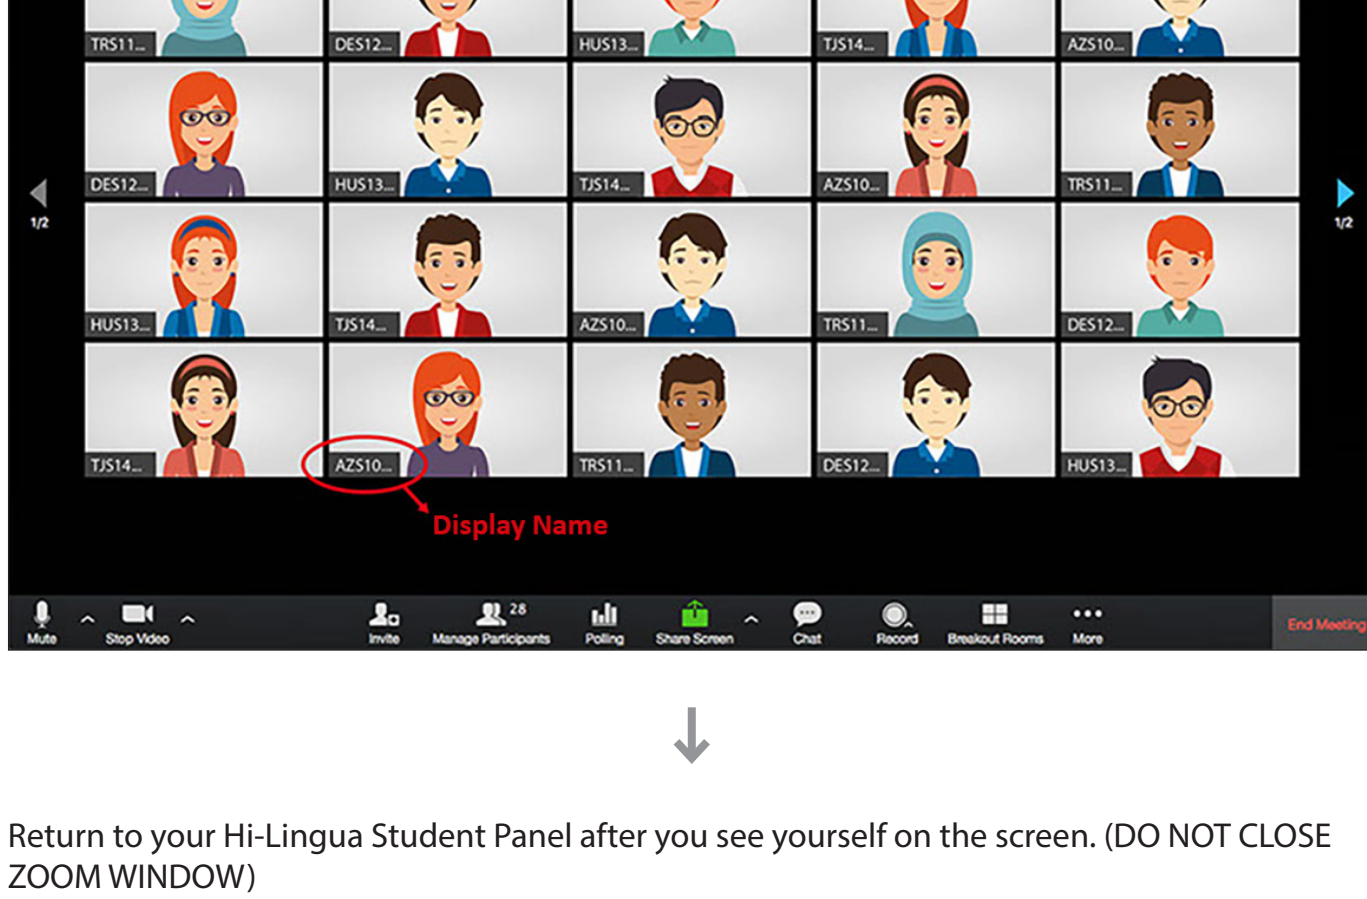 TRS11... DES12... HUS13... TJS14... AZS10...
DES12... HUS13... TJS14... AZS10... TRS11...
1/2 1/2
HUS13... TJS14... AZS10... TRS11... DES12...
TJS14... AZS10... TRS11... DES12... HUS13...
Display Name
28
Mute Stop Video Invite Manage Participants Polling Share Screen Chat Record Breakout Rooms More End Meeting
Return to your Hi-Lingua Student Panel after you see yourself on the screen. (DO NOT CLOSE
ZOOM WINDOW)